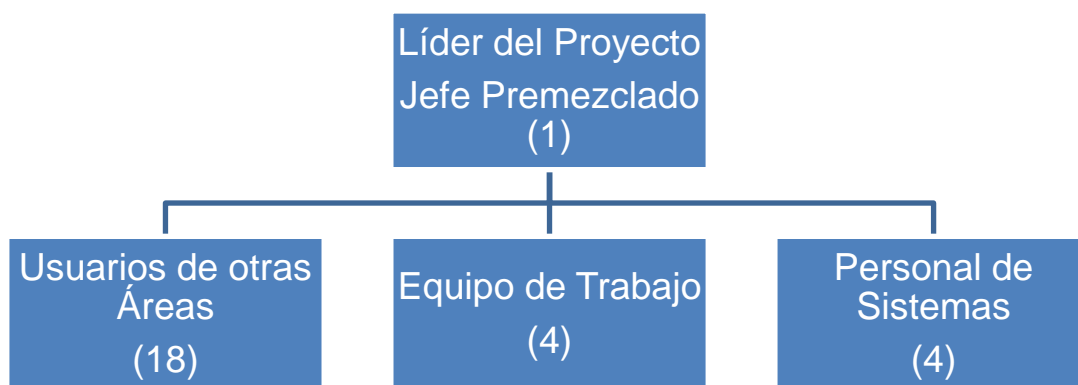 Líder del Proyecto
Jefe Premezclado
(1)
Usuarios de otras
Áreas
(18)
Equipo de Trabajo
(4)
Personal de
Sistemas
(4)